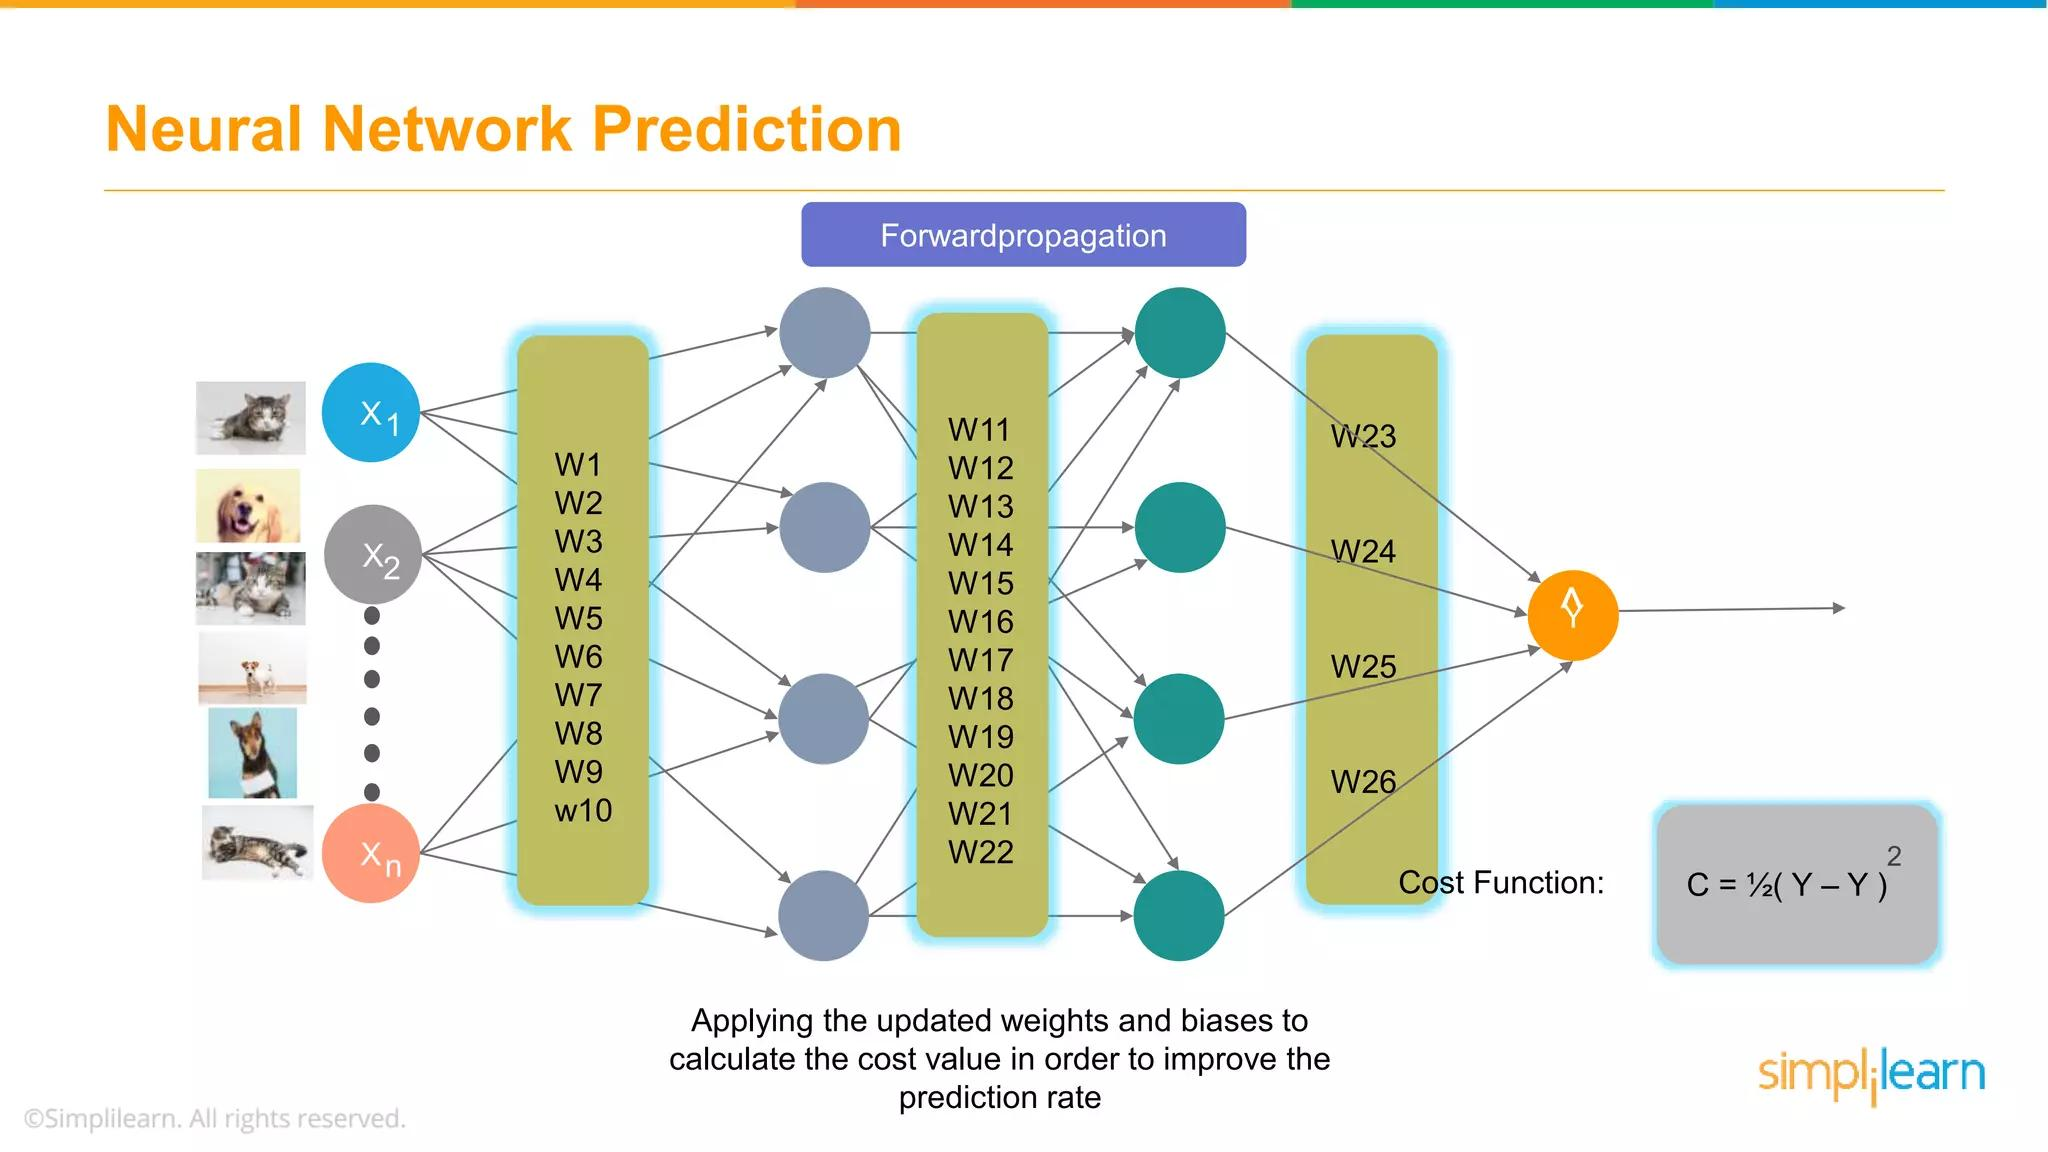 Neural Network Prediction
Forwardpropagation
X1
X2
Xn
W1
W2
W3
W4
W5
W6
W7
W8
W9
w10
W11
W12
W13
W14
W15
W16
W17
W18
W19
W20
W21
W22
W23
W24
W25
W26
Ŷ
Cost Function:
C = ½( Y – Y )2
Applying the updated weights and biases to
calculate the cost value in order to improve the
prediction rate
simplilearn
©Simplilearn. All rights reserved.